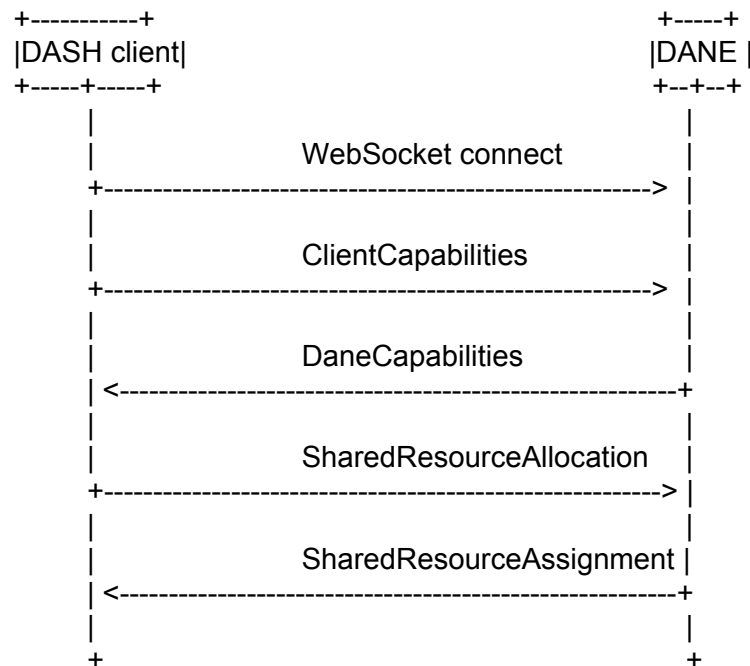 +-----------+ +-----+
|DASH client| |DANE |
+-----+-----+ +--+--+
| |
| WebSocket connect |
+--------------------------------------------------------> |
| |
| ClientCapabilities |
+--------------------------------------------------------> |
| |
| DaneCapabilities |
| <---------------------------------------------------------+
| |
| SharedResourceAllocation |
+---------------------------------------------------------> |
| |
| SharedResourceAssignment |
| <---------------------------------------------------------+
| |
+ +